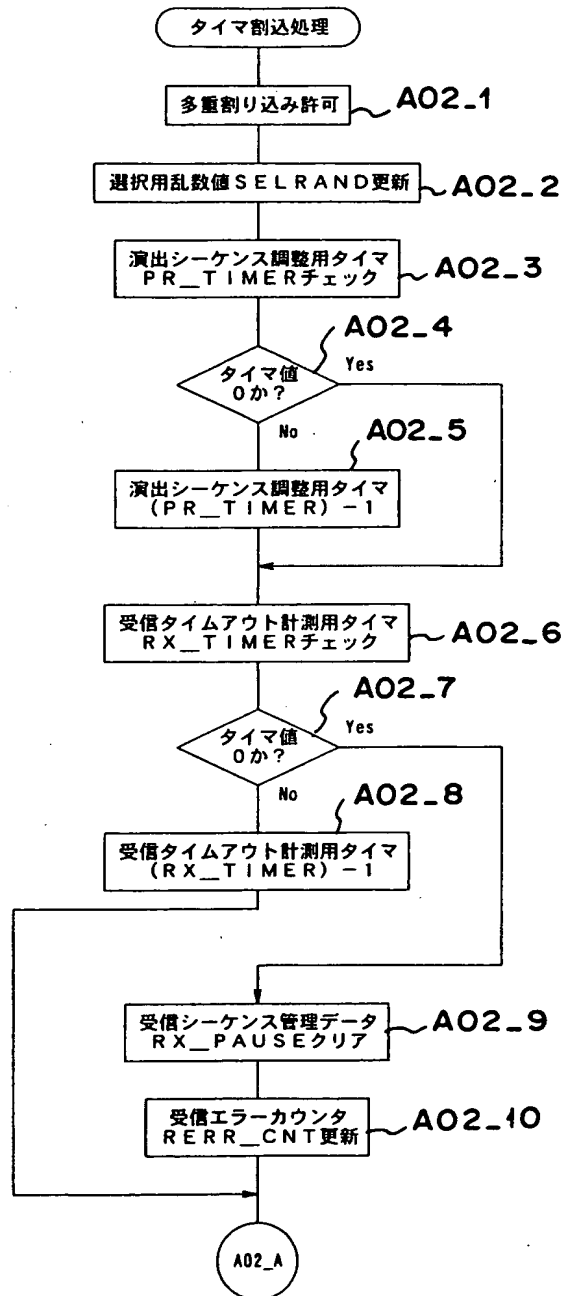 タイマ割込処理
多重割り込み許可
A02_1
選択用乱数値SELRAND更新
A02_2
演出シーケンス調整用タイマ
PR__TIMERチェック
A02_3
A02_4
タイマ値
0か?
Yes
No
A02_5
演出シーケンス調整用タイマ
(PR__TIMER)-1
受信タイムアウト計測用タイマ
RX__TIMERチェック
A02_6
A02_7
タイマ値
0か?
Yes
No
A02_8
受信タイムアウト計測用タイマ
(RX__TIMER)-1
受信シーケンス管理データ
RX__PAUSEクリア
A02_9
受信エラーカウンタ
RERR__CNT更新
A02_10
A02_A